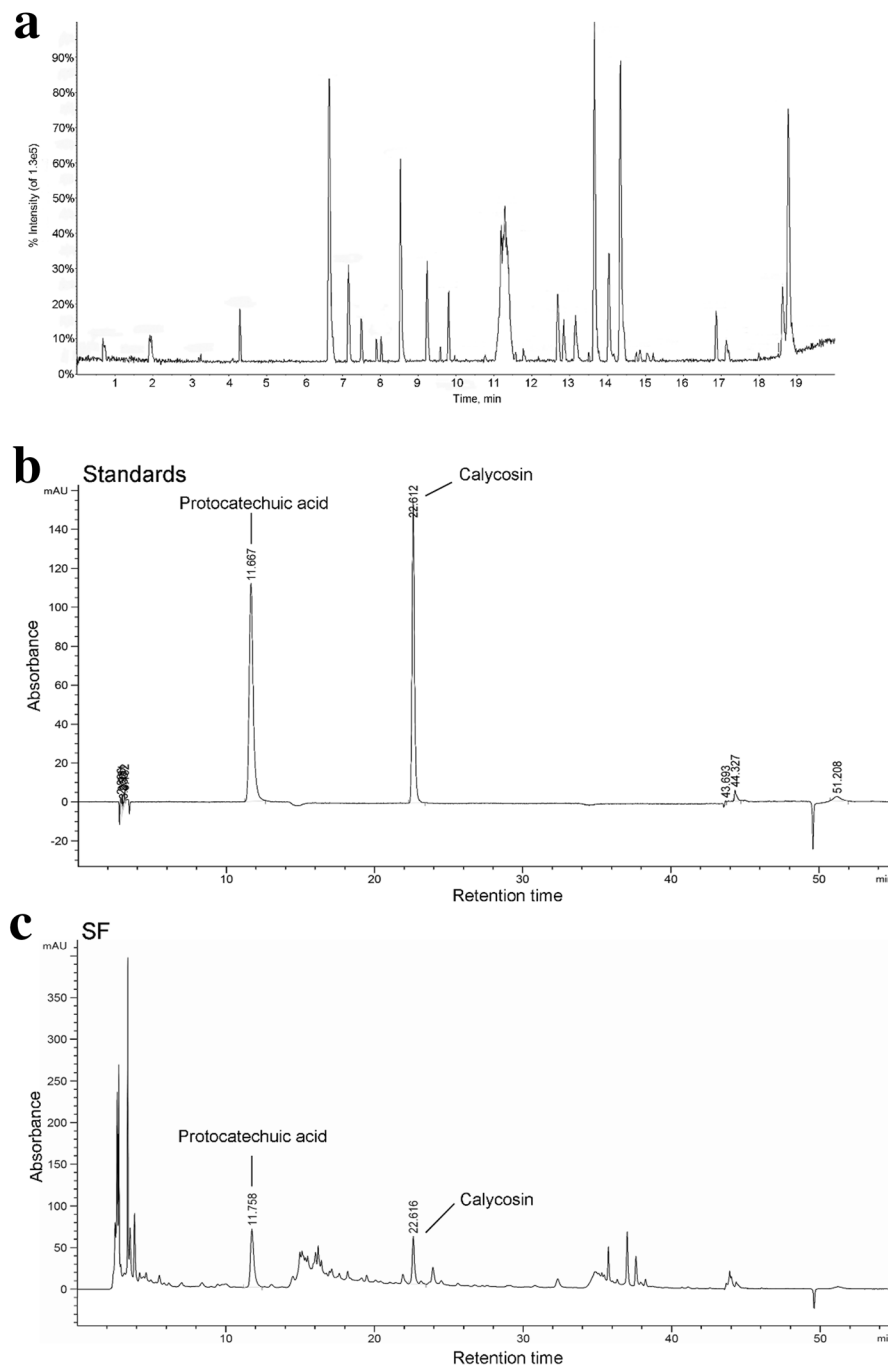 a
90%
80%
70%
60%
50%
40%
30%
20%
10%
0%
% Intensity (of 1.3e5)
1 2 3 4 5 6 7 8 9 10 11 12 13 14 15 16 17 18 19
Time, min
b
Standards
mAU
140
120
100
80
60
40
20
0
-20
Absorbance
Protocatechuic acid
Calycosin
11.667
22.612
43.693
44.327
51.208
10 20 30 40 50 min
Retention time
c
SF
mAU
350
300
250
200
150
100
50
0
Absorbance
Protocatechuic acid
Calycosin
11.758
22.616
10 20 30 40 50
Retention time